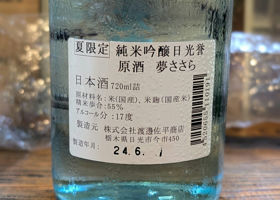 夏限定 純米吟醸日光誉
原酒 夢ささら
日本酒 720ml詰
原材料名:米(国産)、米麹(国産米)
精米歩合:55%
アルコール分:17度
製造元 株式会社渡邊佐平商店
栃木県日光市今市450
製造年月: 24.6.